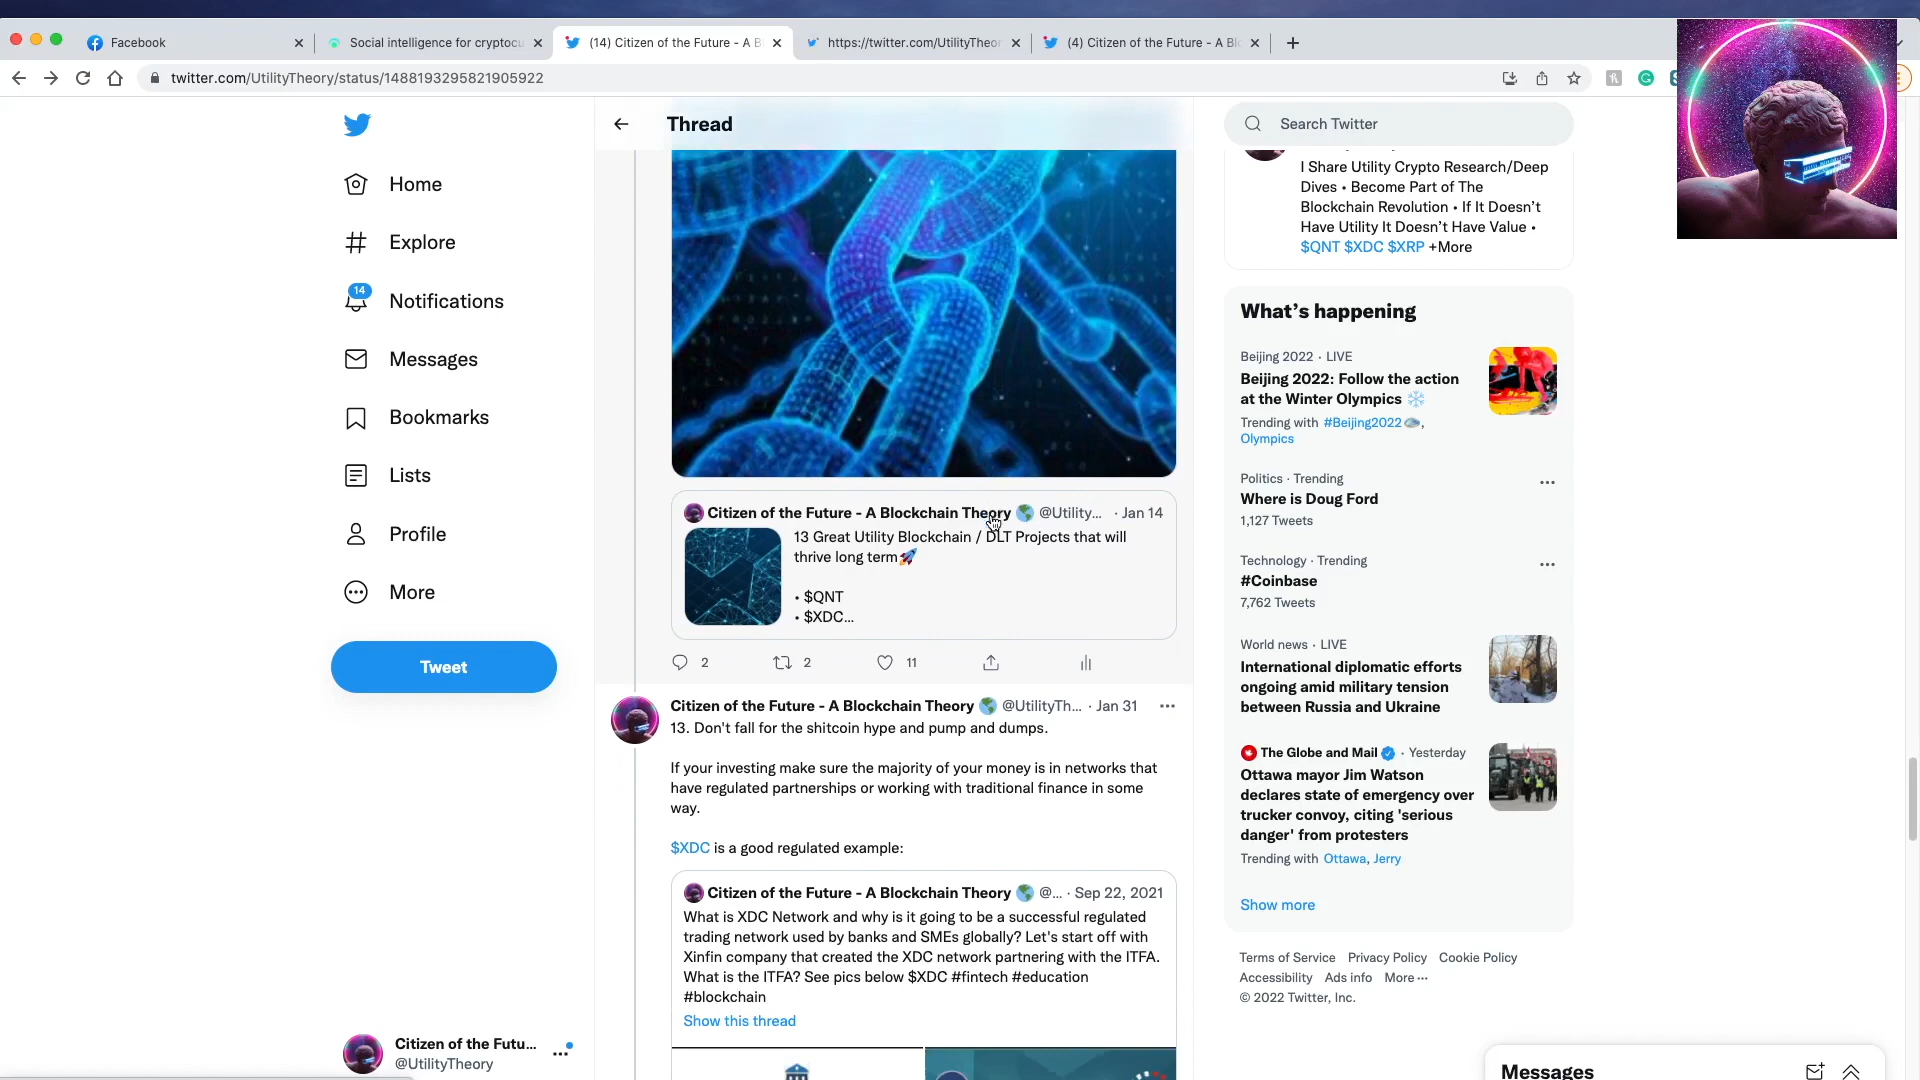 Facebook
Social intelligence for cryptocu
(14) Citizen of the Future - A B
https://twitter.com/UtilityTheor
(4) Citizen of the Future - A Bl
twitter.com/UtilityTheory/status/1488193295821905922
Home
Explore
14
Notifications
Messages
Bookmarks
Lists
Profile
More
Tweet
Citizen of the Futu...
@UtilityTheory
Thread
Citizen of the Future - A Blockchain Theory @Utility... · Jan 14
13 Great Utility Blockchain / DLT Projects that will
thrive long term
• $QNT
• $XDC...
2 2 11
Citizen of the Future - A Blockchain Theory @UtilityTh... · Jan 31
13. Don't fall for the shitcoin hype and pump and dumps.
If your investing make sure the majority of your money is in networks that
have regulated partnerships or working with traditional finance in some
way.
$XDC is a good regulated example:
Citizen of the Future - A Blockchain Theory @... · Sep 22, 2021
What is XDC Network and why is it going to be a successful regulated
trading network used by banks and SMEs globally? Let's start off with
Xinfin company that created the XDC network partnering with the ITFA.
What is the ITFA? See pics below $XDC #fintech #education
#blockchain
Show this thread
Search Twitter
I Share Utility Crypto Research/Deep
Dives • Become Part of The
Blockchain Revolution • If It Doesn't
Have Utility It Doesn't Have Value •
$QNT $XDC $XRP +More
What's happening
Beijing 2022 · LIVE
Beijing 2022: Follow the action
at the Winter Olympics
Trending with #Beijing2022,
Olympics
Politics · Trending
Where is Doug Ford
1,127 Tweets
Technology · Trending
#Coinbase
7,762 Tweets
World news · LIVE
International diplomatic efforts
ongoing amid military tension
between Russia and Ukraine
The Globe and Mail · Yesterday
Ottawa mayor Jim Watson
declares state of emergency over
trucker convoy, citing 'serious
danger' from protesters
Trending with Ottawa, Jerry
Show more
Terms of Service Privacy Policy Cookie Policy
Accessibility Ads info More ···
© 2022 Twitter, Inc.
Messages